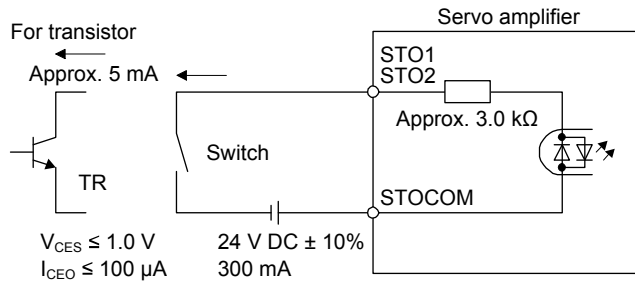 Servo amplifier
For transistor
Approx. 5 mA
STO1
STO2
Approx. 3.0 kΩ
Switch
TR
STOCOM
VCES ≤ 1.0 V
ICEO ≤ 100 μA
24 V DC ± 10%
300 mA